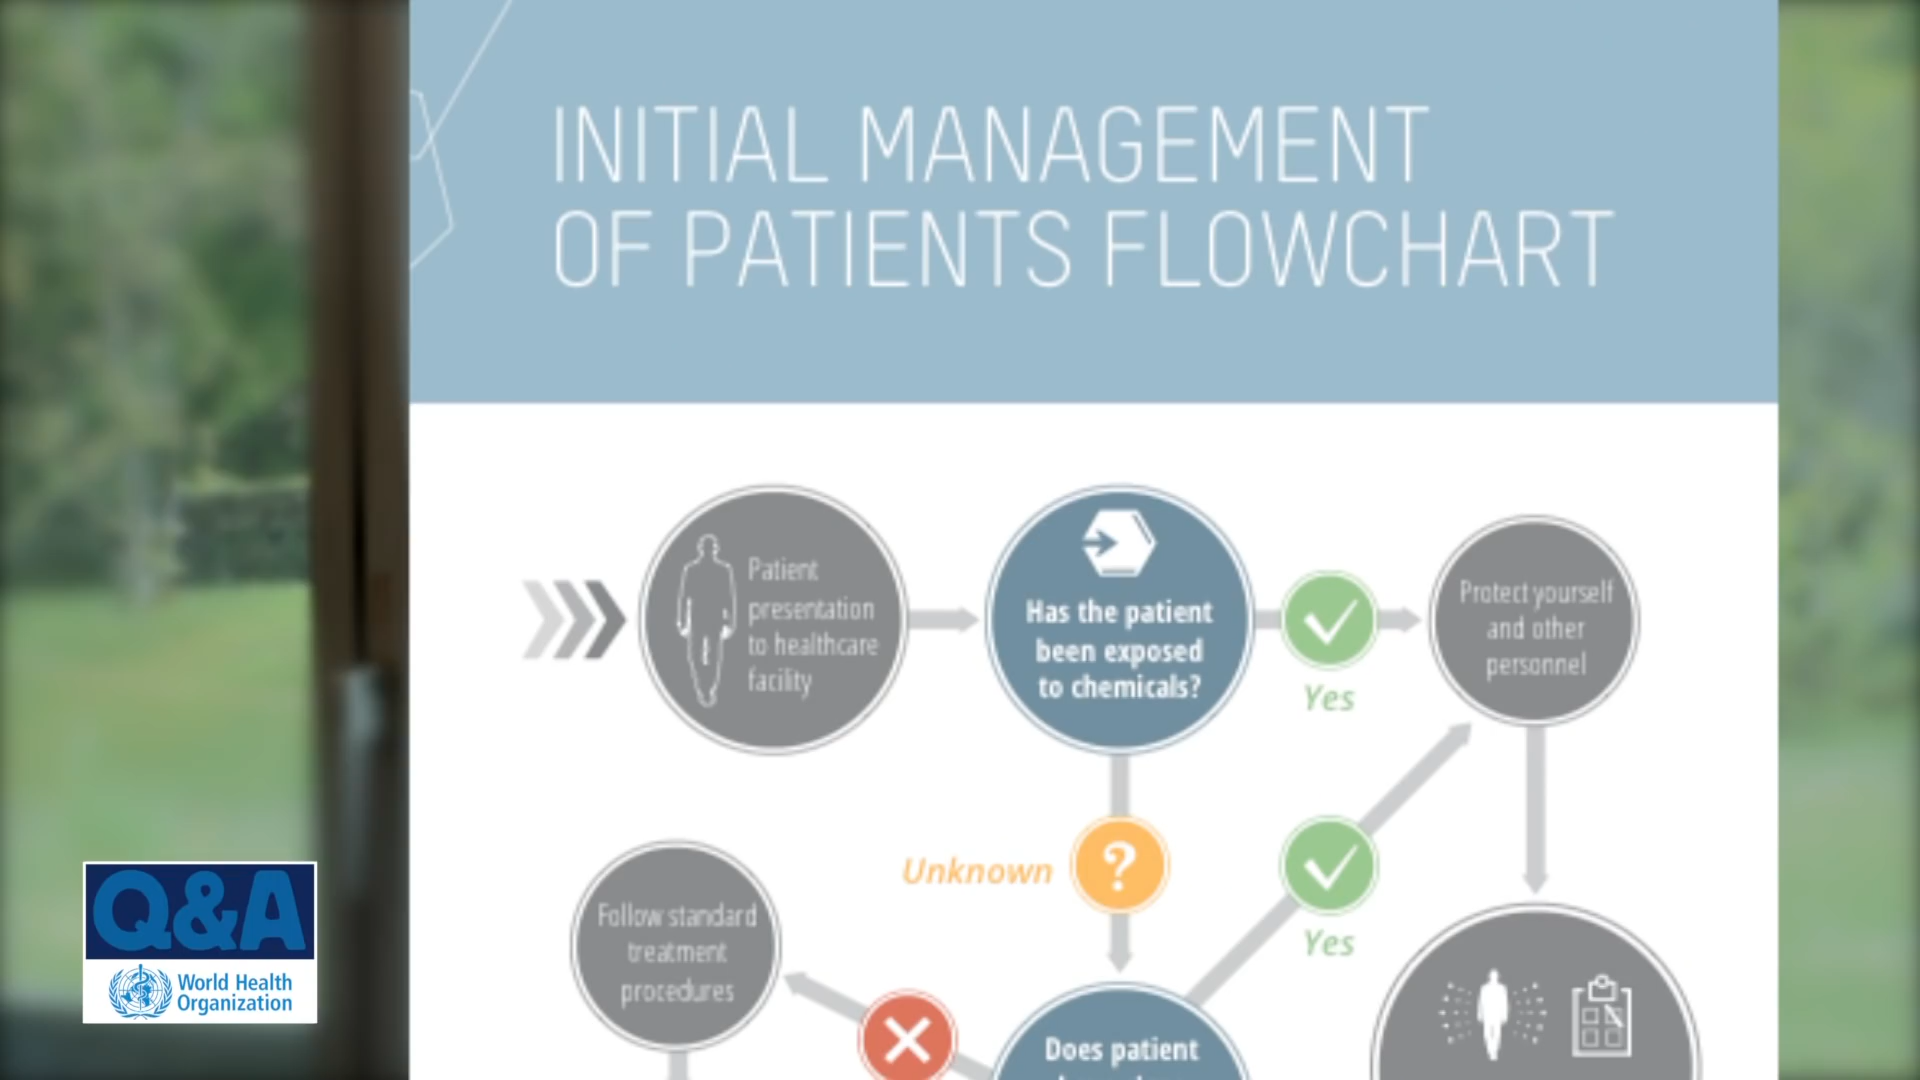 INITIAL MANAGEMENT
OF PATIENTS FLOWCHART
Patient
presentation
to healthcare
facility
Has the patient
been exposed
to chemicals?
Yes
Protect yourself
and other
personnel
Unknown
?
Yes
Follow standard
treatment
procedures
Does patient
Q&A
World Health
Organization